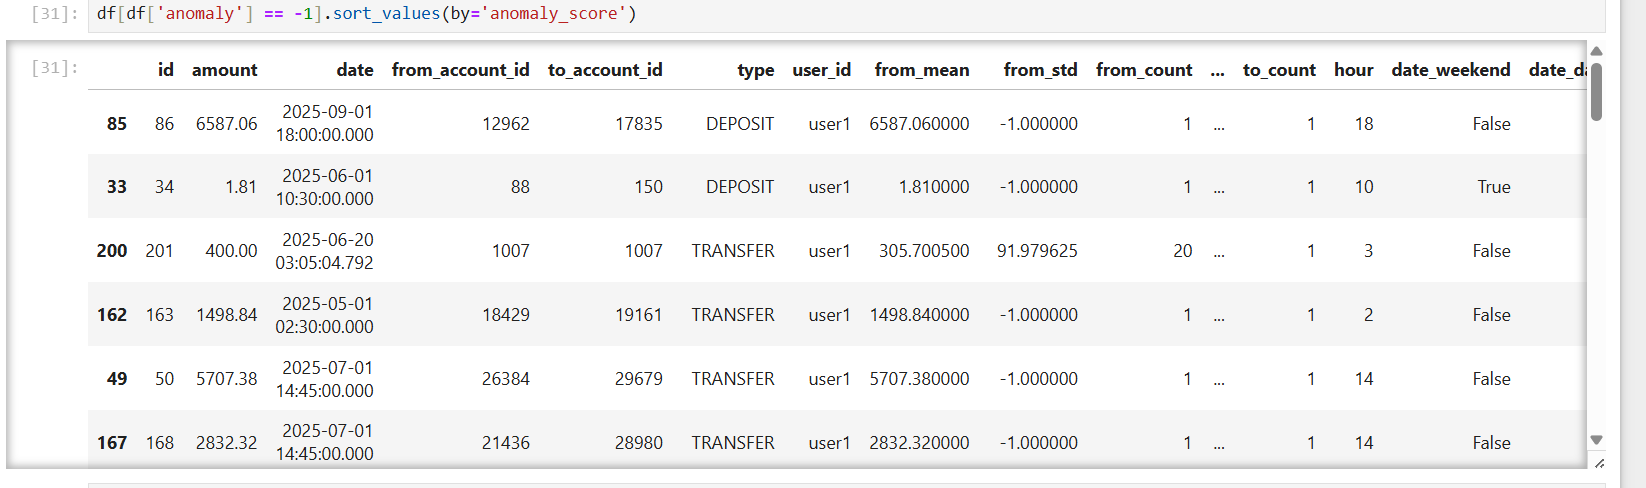 [31]: df[df['anomaly'] == -1].sort_values(by='anomaly_score')
[31]: id amount date from_account_id to_account_id type user_id from_mean from_std from_count ... to_count hour date_weekend date_da
85 86 6587.06 2025-09-01 18:00:00.000 12962 17835 DEPOSIT user1 6587.060000 -1.000000 1 ... 1 18 False
33 34 1.81 2025-06-01 10:30:00.000 88 150 DEPOSIT user1 1.810000 -1.000000 1 ... 1 10 True
200 201 400.00 2025-06-20 03:05:04.792 1007 1007 TRANSFER user1 305.700500 91.979625 20 ... 1 3 False
162 163 1498.84 2025-05-01 02:30:00.000 18429 19161 TRANSFER user1 1498.840000 -1.000000 1 ... 1 2 False
49 50 5707.38 2025-07-01 14:45:00.000 26384 29679 TRANSFER user1 5707.380000 -1.000000 1 ... 1 14 False
167 168 2832.32 2025-07-01 14:45:00.000 21436 28980 TRANSFER user1 2832.320000 -1.000000 1 ... 1 14 False